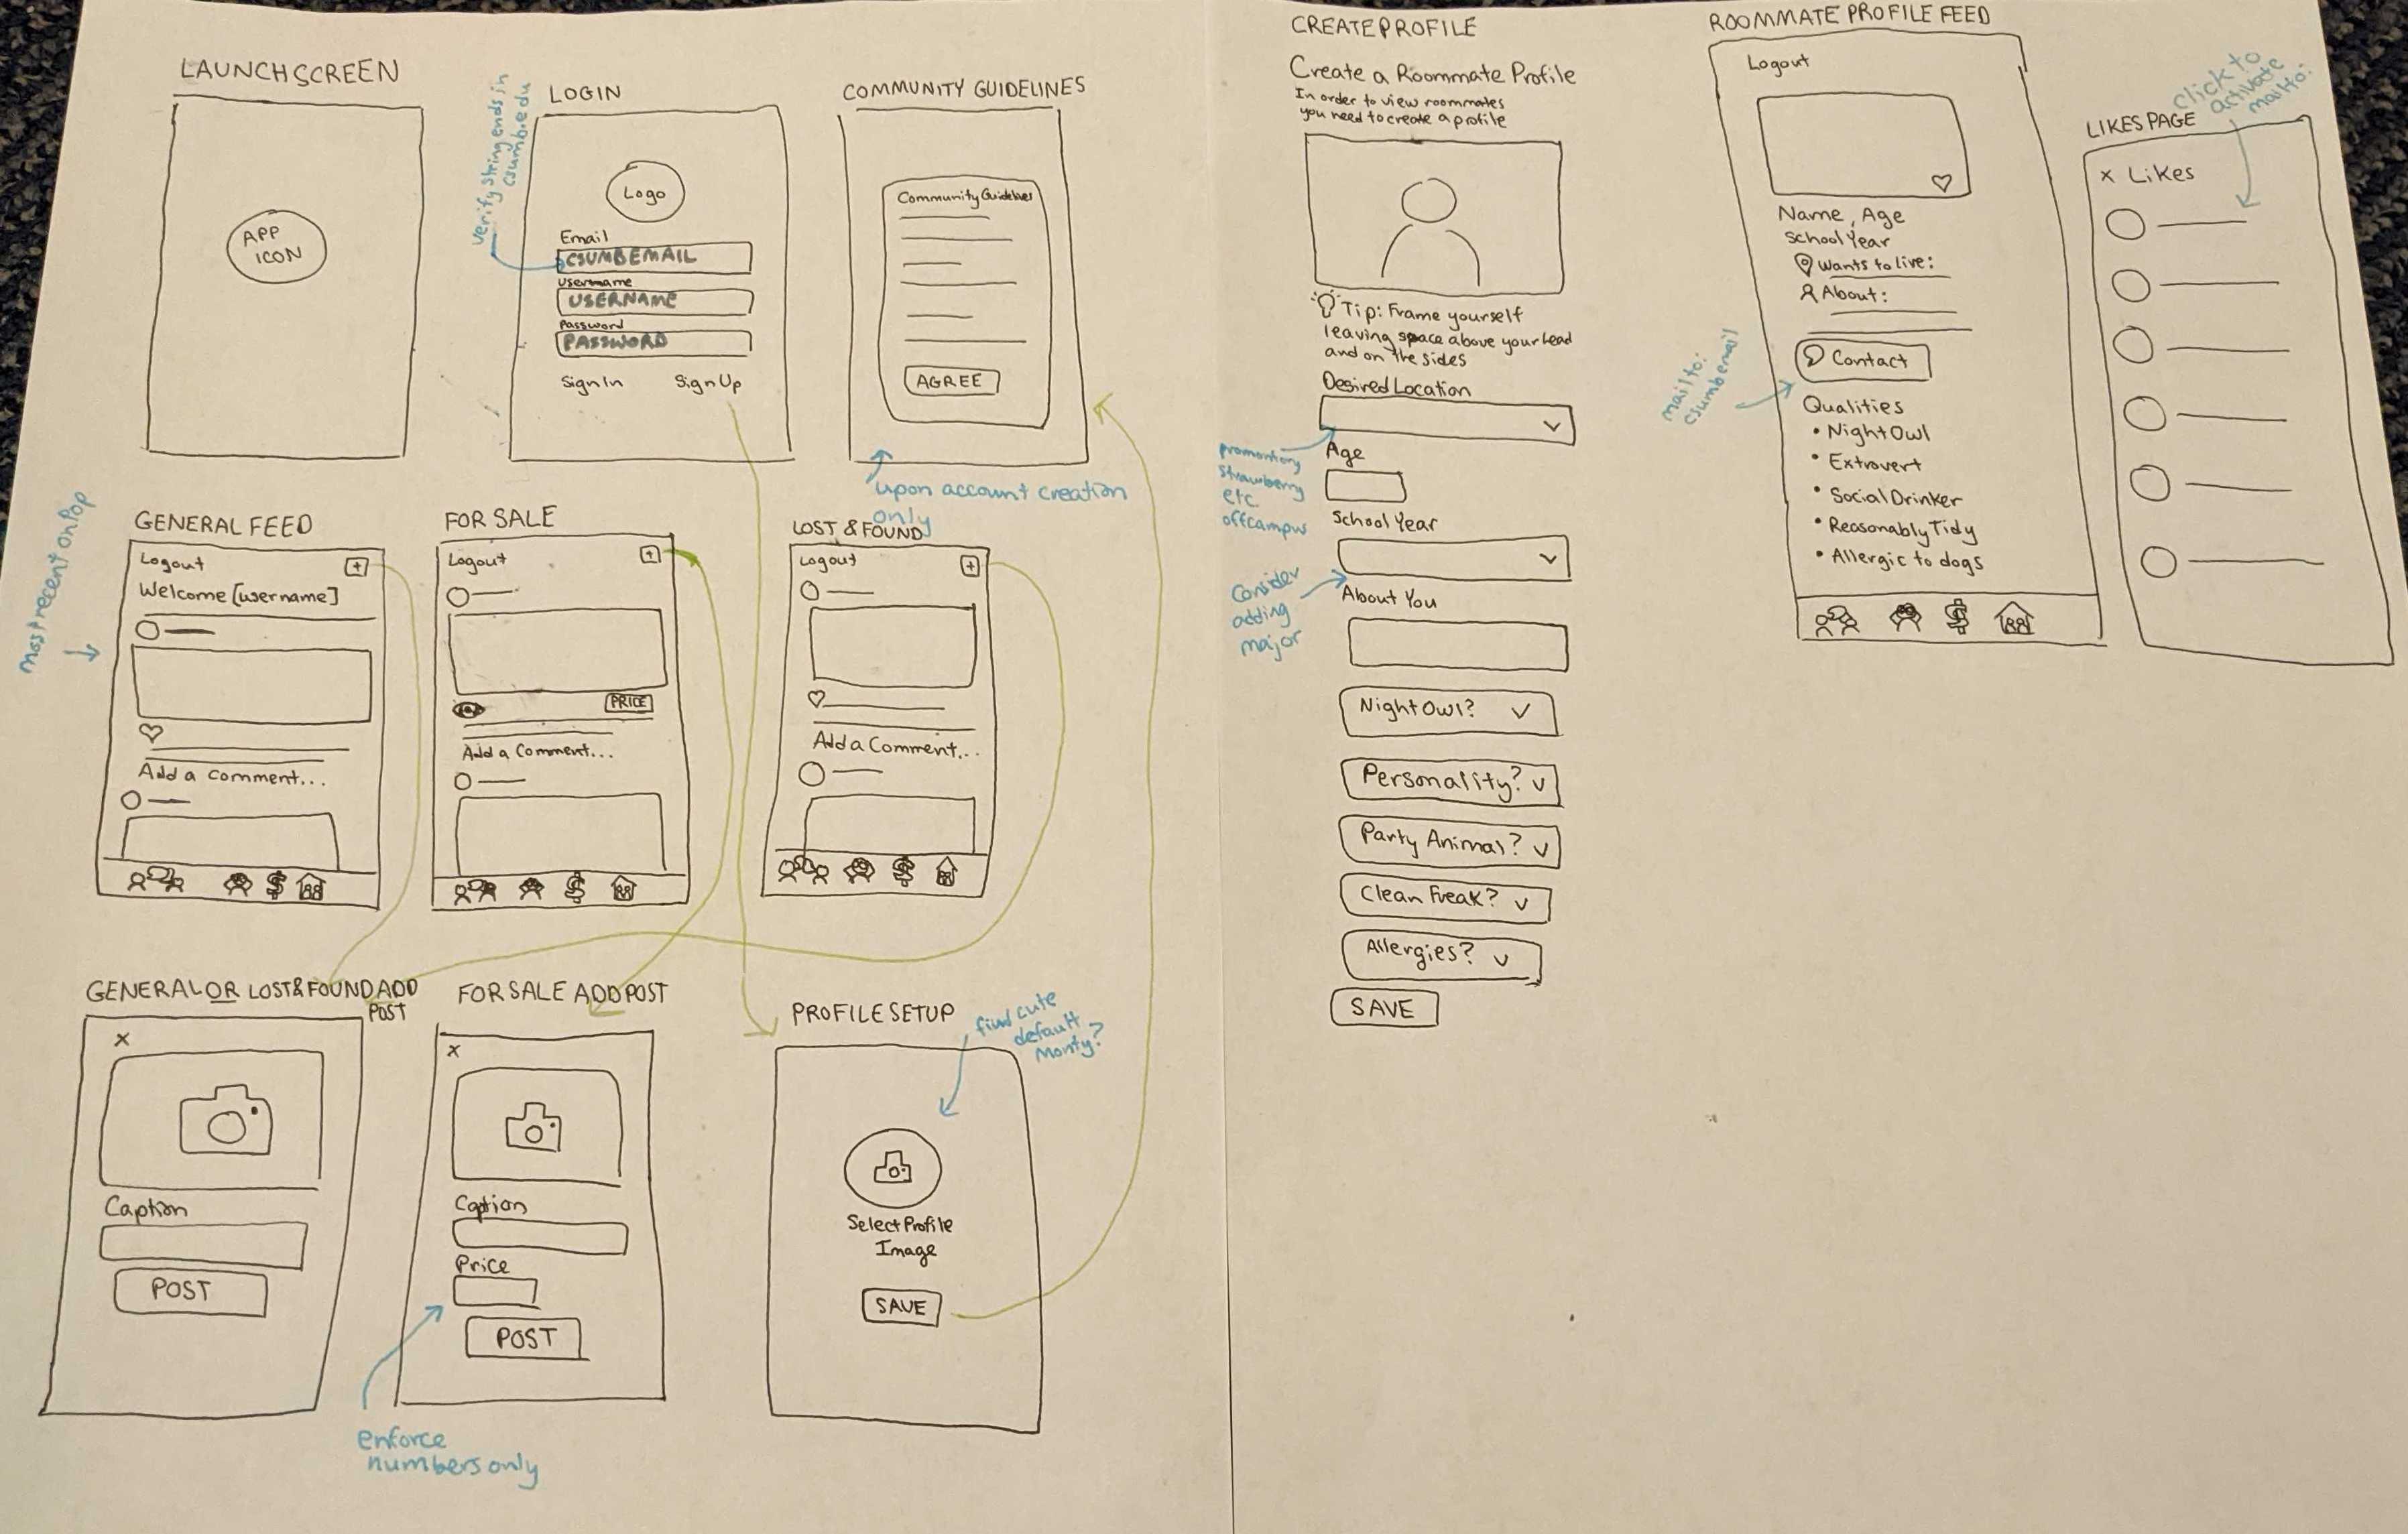 LAUNCHSCREEN
APP
ICON
verify string ends in
csumb.edu
LOGIN
Logo
Email
CSUMBEMAIL
Username
USERNAME
Password
PASSWORD
Sign In
Sign Up
COMMUNITY GUIDELINES
Community Guidelines
AGREE
upon account creation
only
most recent on Pop
GENERAL FEED
Logout
+
Welcome [username]
Add a Comment...
FOR SALE
Logout
+
PRICE
Add a Comment...
$
LOST & FOUND
Logout
+
Add a Comment...
$
$
GENERAL OR LOST&FOUND ADD
POST
X
Caption
POST
FOR SALE ADD POST
X
Caption
Price
POST
enforce
numbers only
PROFILE SETUP
find cute
default
Monty?
Select Profile
Image
SAVE
CREATE PROFILE
Create a Roommate Profile
In order to view roommates
you need to create a profile
Tip: Frame yourself
leaving space above your head
and on the sides
Desired Location
promontory
strawberry
etc.
offcampus
Age
School Year
Consider
adding
major
About You
Night Owl?
Personality?
Party Animal?
Clean Freak?
Allergies?
SAVE
ROOMMATE PROFILE FEED
Logout
Name, Age
School Year
Wants to live:
About:
mail to:
csumbemail
Contact
Qualities
• Night Owl
• Extrovert
• Social Drinker
• Reasonably Tidy
• Allergic to dogs
$
click to
activate
mailto:
LIKES PAGE
X Likes